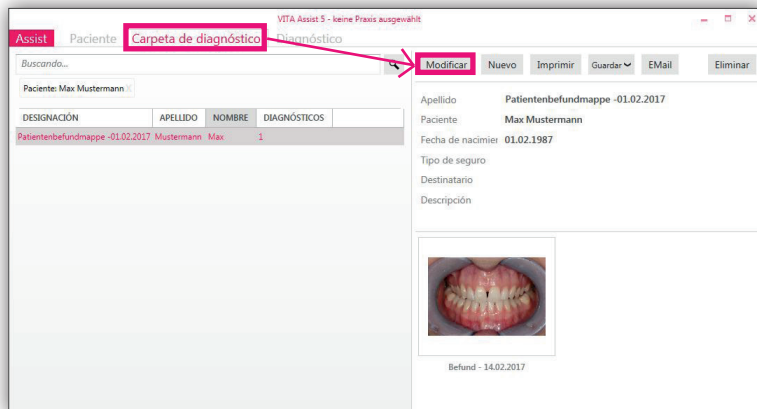 VITA Assist 5 - keine Praxis ausgewählt
Assist Paciente Carpeta de diagnóstico Diagnóstico
Buscando...
Paciente: Max Mustermann X
DESIGNACIÓN APELLIDO NOMBRE DIAGNÓSTICOS
Patientenbefundmappe -01.02.2017 Mustermann Max 1
Modificar Nuevo Imprimir Guardar EMail Eliminar
Apellido Patientenbefundmappe -01.02.2017
Paciente Max Mustermann
Fecha de nacimier 01.02.1987
Tipo de seguro
Destinatario
Descripción
Befund - 14.02.2017